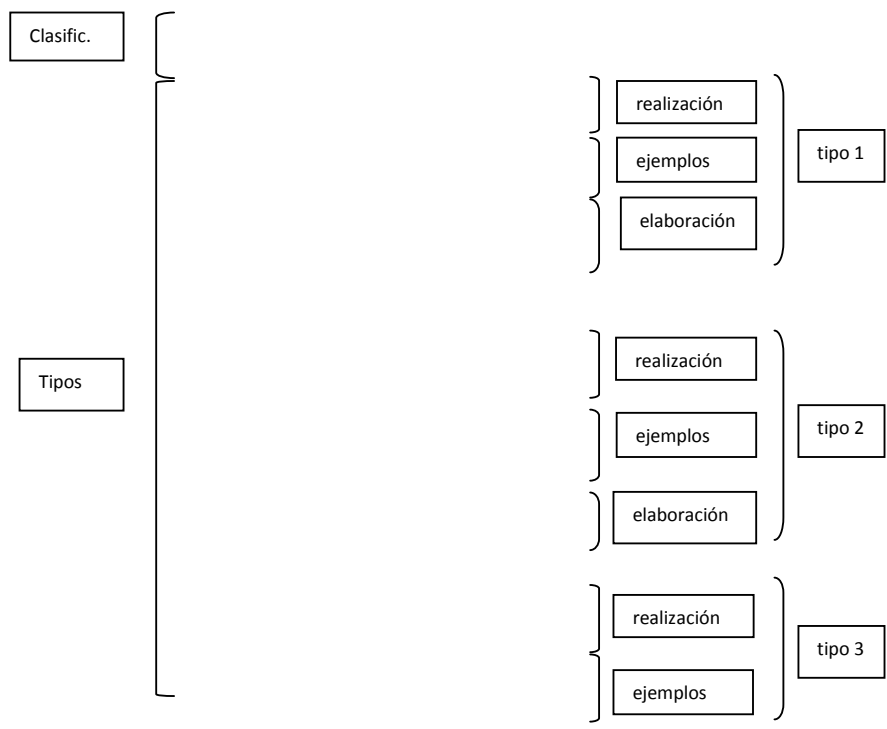 Clasific.
realización
tipo 1
ejemplos
elaboración
realización
Tipos
tipo 2
ejemplos
elaboración
realización
tipo 3
ejemplos